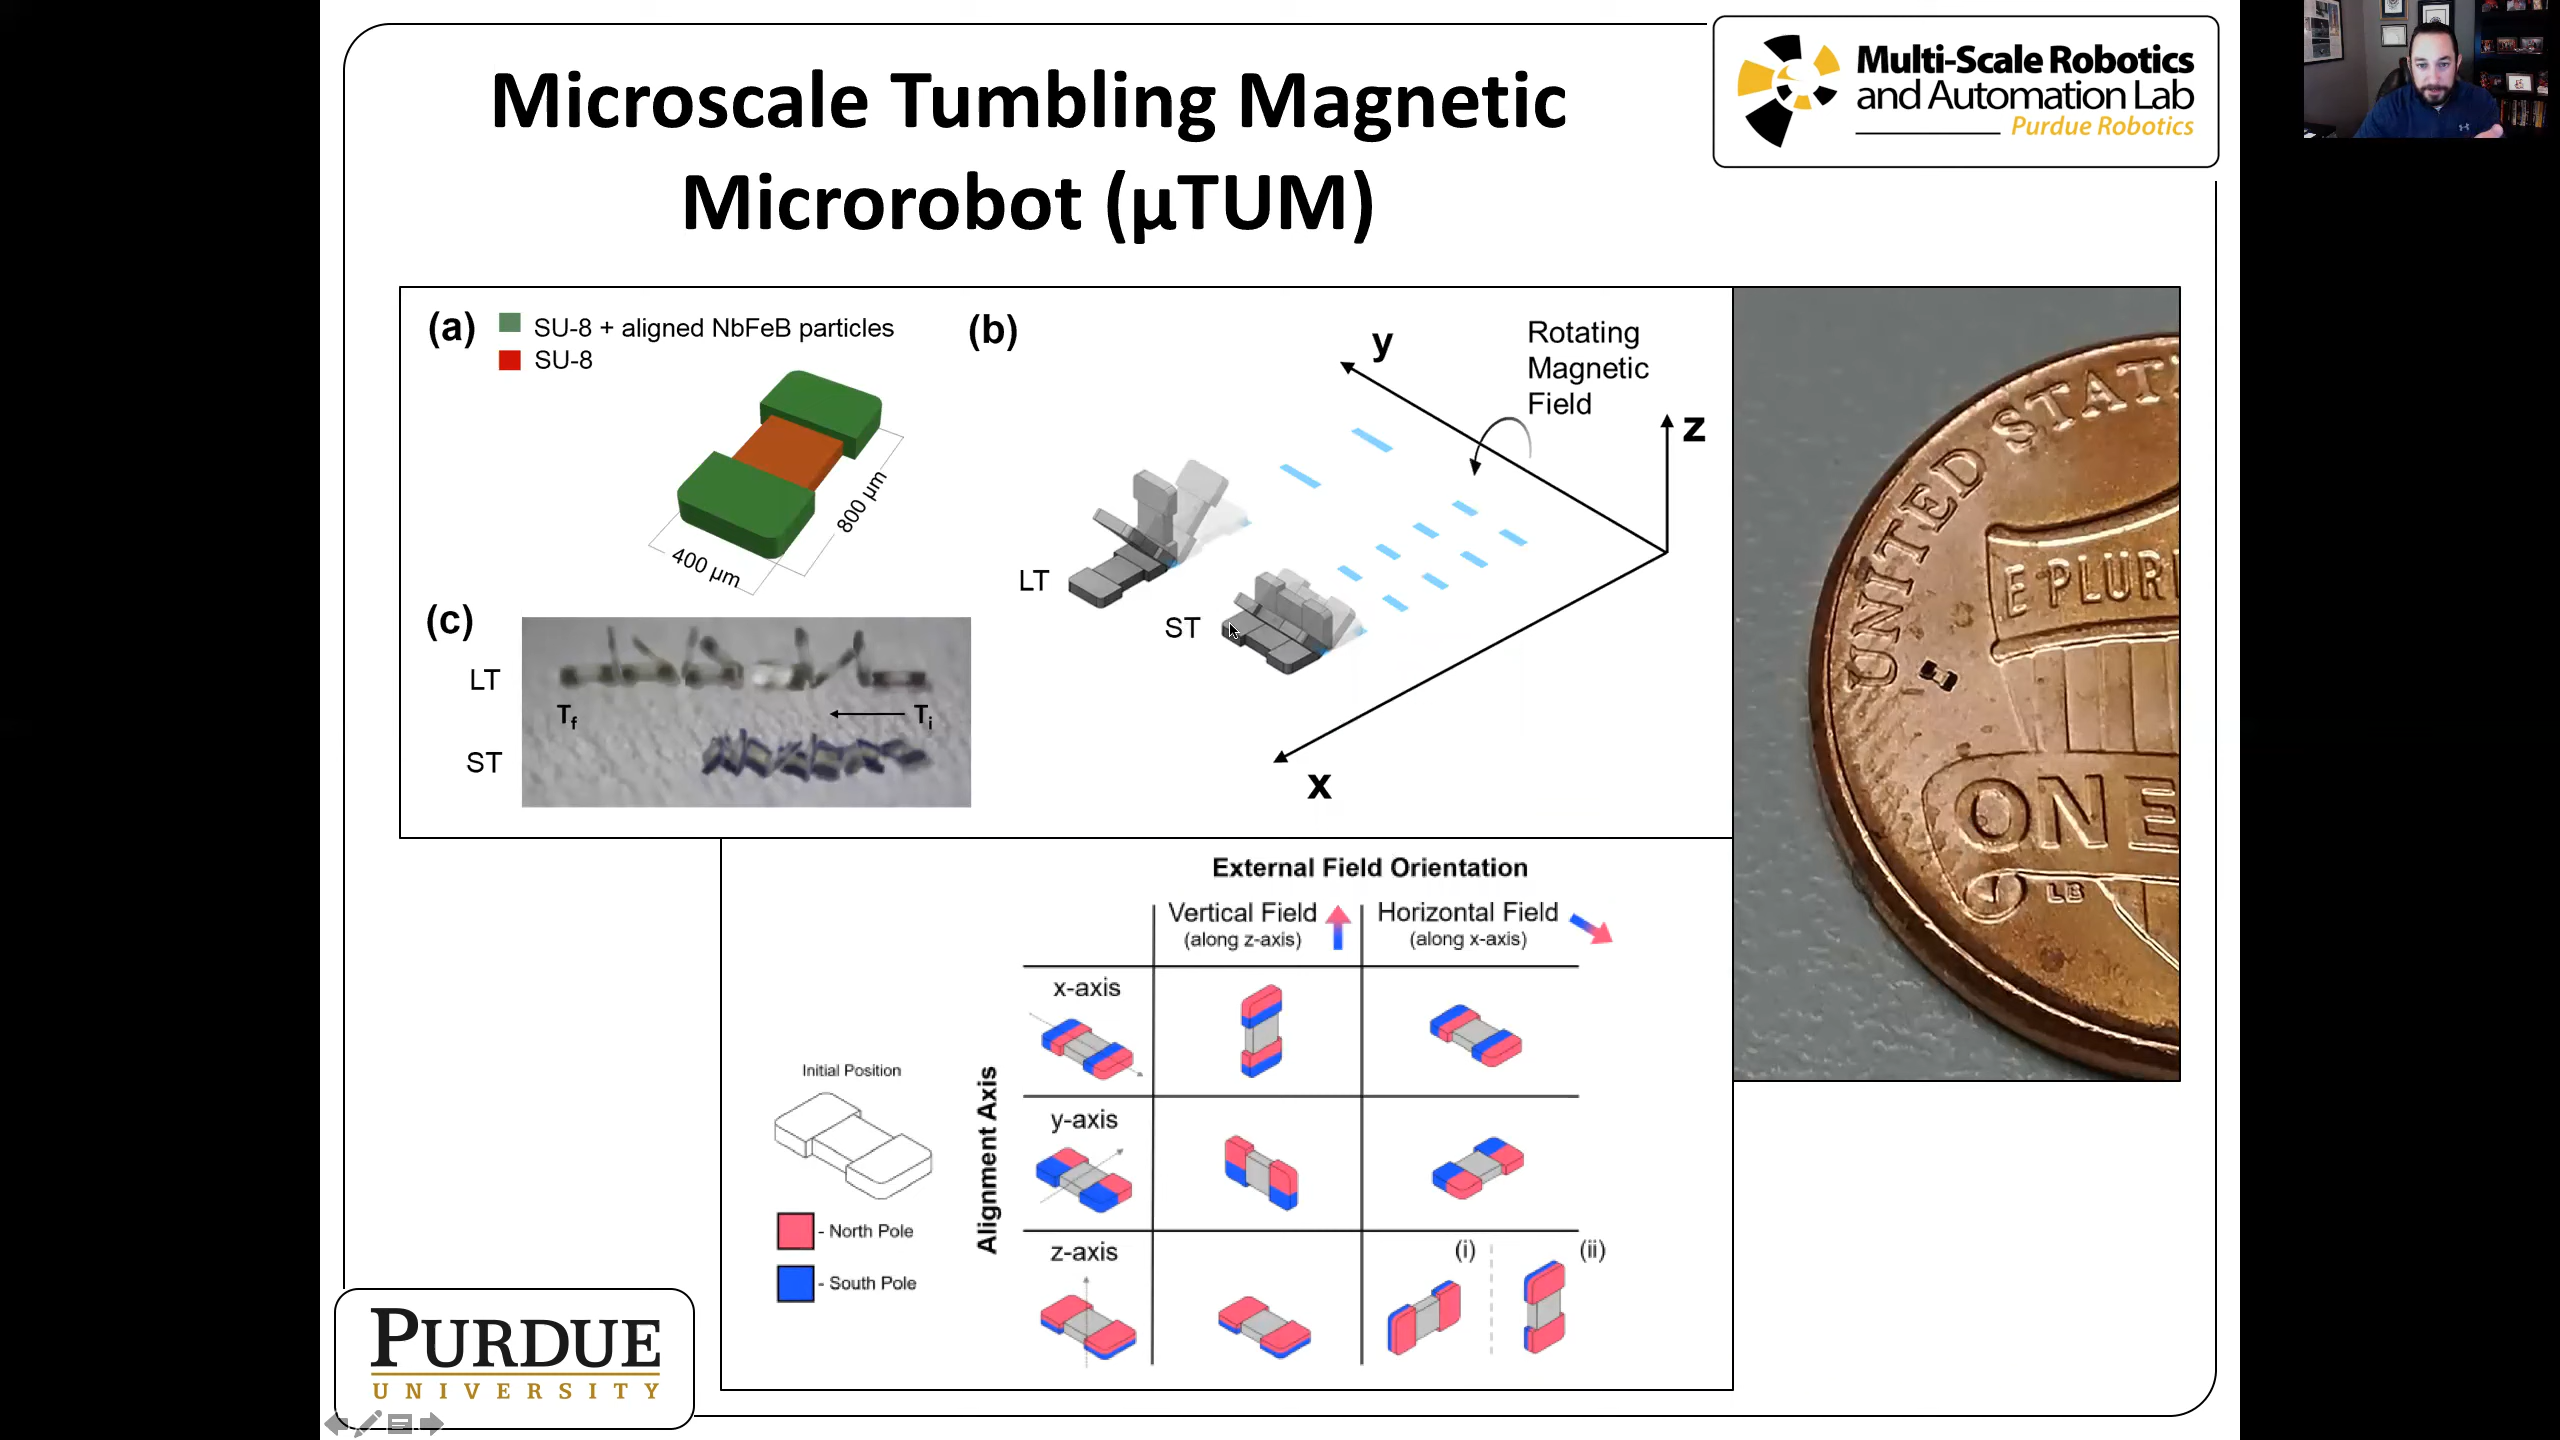 Microscale Tumbling Magnetic
Microrobot (µTUM)
Multi-Scale Robotics
and Automation Lab
Purdue Robotics
(a)
SU-8 + aligned NbFeB particles
SU-8
800 µm
400 µm
(b)
y
Rotating
Magnetic
Field
z
LT
ST
x
(c)
LT
Tf
Ti
ST
UNITED STAT
E PLUR
ONE
LB
External Field Orientation
Vertical Field
(along z-axis)
Horizontal Field
(along x-axis)
Alignment Axis
x-axis
y-axis
z-axis
(i)
(ii)
Initial Position
- North Pole
- South Pole
PURDUE
UNIVERSITY